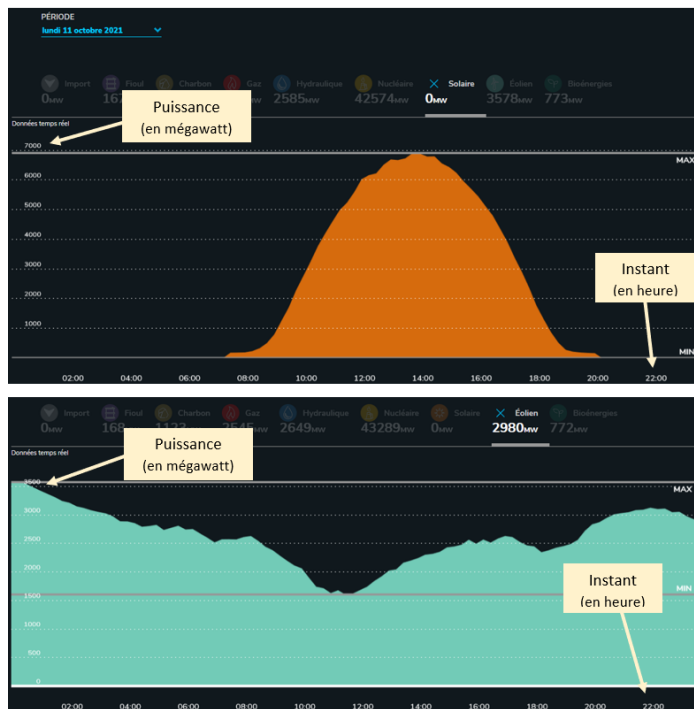 PÉRIODE
lundi 11 octobre 2021
Import Fioul Charbon Gaz Hydraulique Nucléaire Solaire Éolien Bioénergies
0MW 2585MW 42574MW 0MW 3578MW 773MW
Données temps réel
Puissance
(en mégawatt)
7000
MAX
6000
5000
4000
3000
2000
1000
Instant
(en heure)
MIN
02:00 04:00 06:00 08:00 10:00 12:00 14:00 16:00 18:00 20:00 22:00
Import Fioul Charbon Gaz Hydraulique Nucléaire Solaire Éolien Bioénergies
0MW 168 2545MW 2649MW 43289MW 0MW 2980MW 772MW
Données temps réel
Puissance
(en mégawatt)
3500
MAX
3000
2500
2000
1500
MIN
1000
500
0
Instant
(en heure)
02:00 04:00 06:00 08:00 10:00 12:00 14:00 16:00 18:00 20:00 22:00